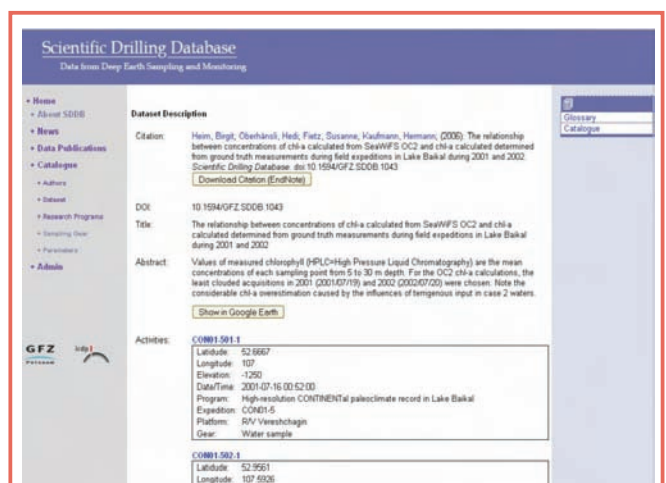 Scientific Drilling Database
Data from Deep Earth Sampling and Monitoring
Home
About SDDB
News
Data Publications
Catalogue
Authors
Dataset
Research Programs
Sampling Gear
Parameters
Admin
GFZ
Potsdam
icdp
Dataset Description
Citation: Heim, Birgit; Oberhänsli, Hedi; Fietz, Susanne; Kaufmann, Hermann; (2006): The relationship
between concentrations of chl-a calculated from SeaWiFS OC2 and chl-a calculated determined
from ground truth measurements during field expeditions in Lake Baikal during 2001 and 2002.
Scientific Drilling Database. doi:10.1594/GFZ.SDDB.1043
Download Citation (EndNote)
DOI: 10.1594/GFZ.SDDB.1043
Title: The relationship between concentrations of chl-a calculated from SeaWiFS OC2 and chl-a
calculated determined from ground truth measurements during field expeditions in Lake Baikal
during 2001 and 2002
Abstract: Values of measured chlorophyll (HPLC=High Pressure Liquid Chromatography) are the mean
concentrations of each sampling point from 5 to 30 m depth. For the OC2 chl-a calculations, the
least clouded acquisitions in 2001 (2001/07/19) and 2002 (2002/07/20) were chosen. Note the
considerable chl-a overestimation caused by the influences of terrigenous input in case 2 waters.
Show in Google Earth
Activities: CON01-501-1
Latidude: 52.6667
Longitude: 107
Elevation: -1250
Date/Time: 2001-07-16 00:52:00
Program: High-resolution CONTINENTal paleoclimate record in Lake Baikal
Expedition: CON01-5
Platform: R/V Vereshchagin
Gear: Water sample
CON01-502-1
Latidude: 52.9561
Longitude: 107.5926
Glossary
Catalogue